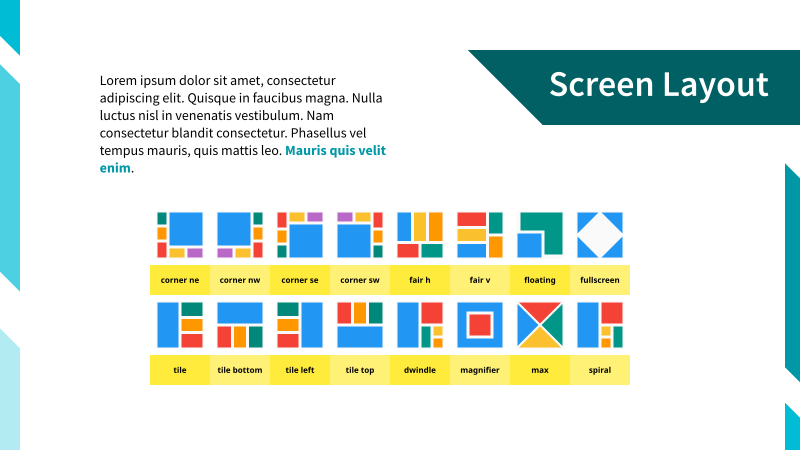 Screen Layout
Lorem ipsum dolor sit amet, consectetur
adipiscing elit. Quisque in faucibus magna. Nulla
luctus nisl in venenatis vestibulum. Nam
consectetur blandit consectetur. Phasellus vel
tempus mauris, quis mattis leo. Mauris quis velit
enim.
corner ne corner nw corner se corner sw fair h fair v floating fullscreen
tile tile bottom tile left tile top dwindle magnifier max spiral